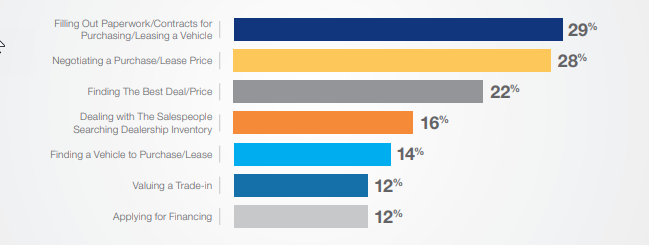 Filling Out Paperwork/Contracts for
Purchasing/Leasing a Vehicle
29%
Negotiating a Purchase/Lease Price
28%
Finding The Best Deal/Price
22%
Dealing with The Salespeople
Searching Dealership Inventory
16%
Finding a Vehicle to Purchase/Lease
14%
Valuing a Trade-in
12%
Applying for Financing
12%